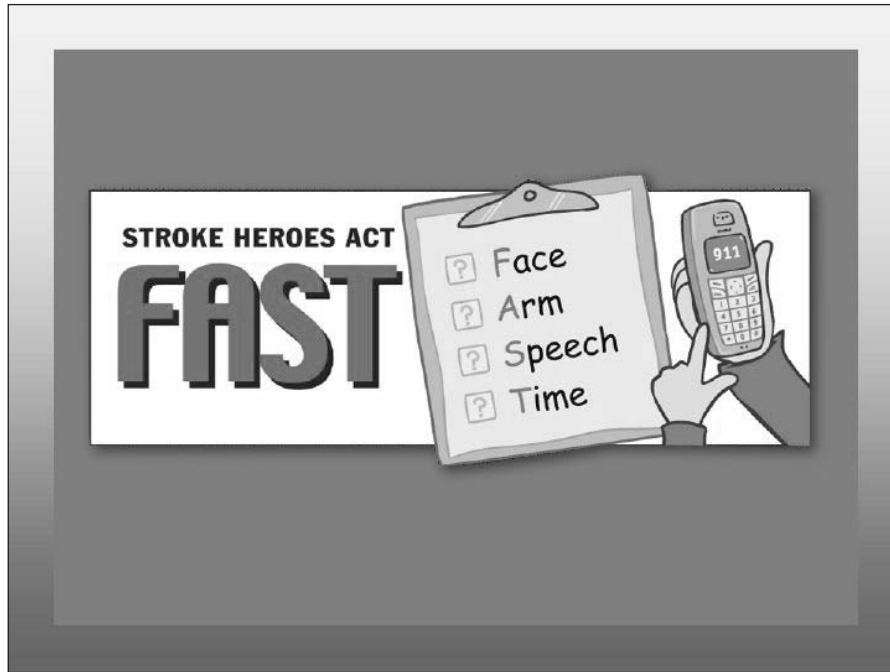 STROKE HEROES ACT
FAST
? Face
? Arm
? Speech
? Time
911